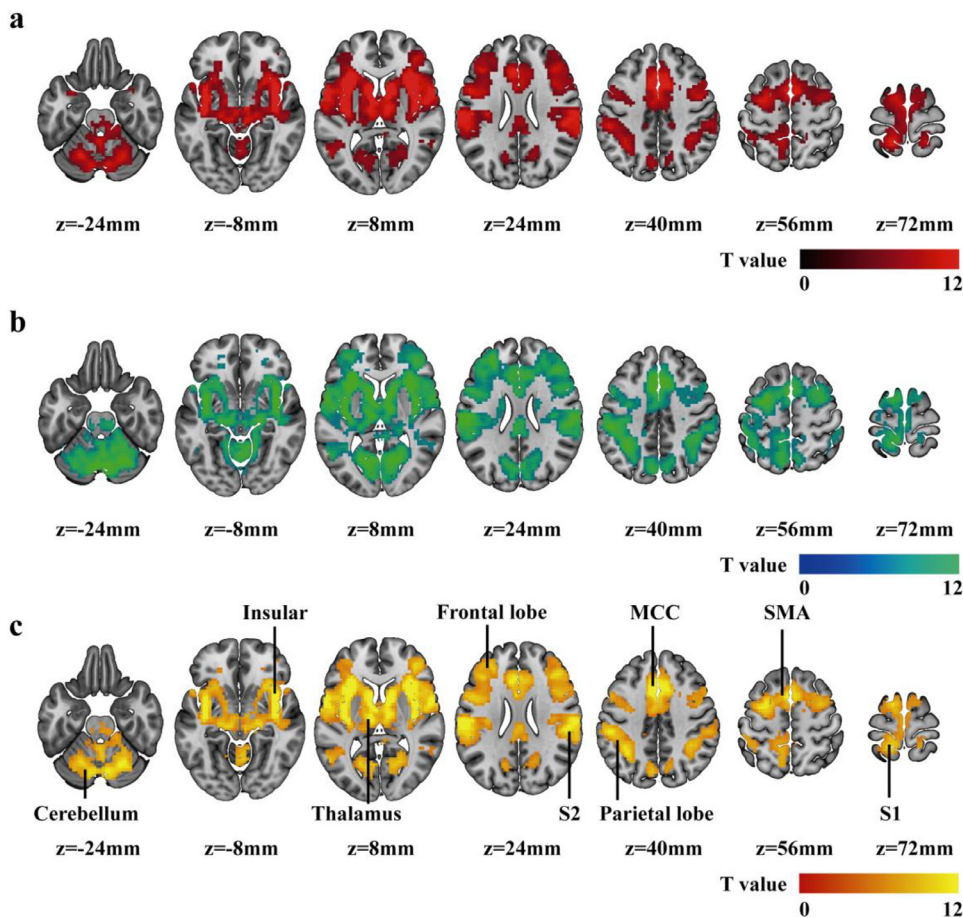 a
z=-24mm z=-8mm z=8mm z=24mm z=40mm z=56mm z=72mm
T value
0 12
b
z=-24mm z=-8mm z=8mm z=24mm z=40mm z=56mm z=72mm
T value
0 12
c
Insular Frontal lobe MCC SMA
Cerebellum Thalamus S2 Parietal lobe S1
z=-24mm z=-8mm z=8mm z=24mm z=40mm z=56mm z=72mm
T value
0 12